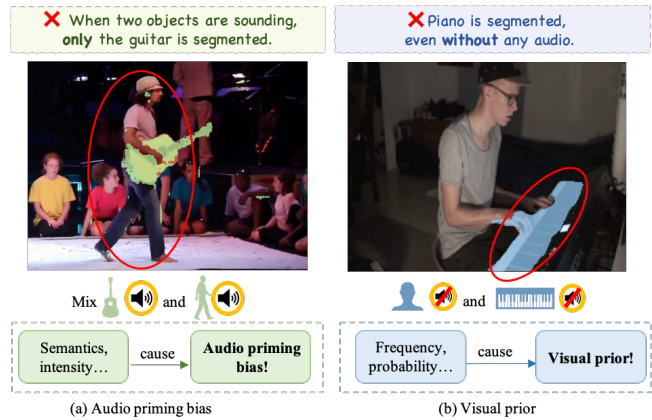 ❌ When two objects are sounding,
only the guitar is segmented.
❌ Piano is segmented,
even without any audio.
Mix
and
and
Semantics,
intensity...
cause
Audio priming
bias!
Frequency,
probability...
cause
Visual prior!
(a) Audio priming bias
(b) Visual prior